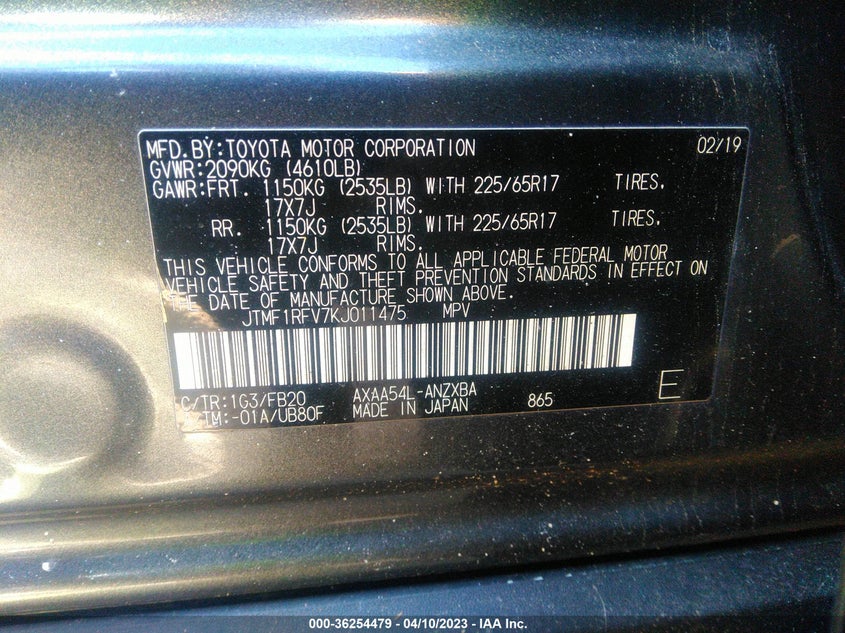 MFD.BY:TOYOTA MOTOR CORPORATION 02/19
GVWR:2090KG (4610LB)
GAWR:FRT. 1150KG (2535LB) WITH 225/65R17 TIRES.
17X7J RIMS.
RR. 1150KG (2535LB) WITH 225/65R17 TIRES.
17X7J RIMS.
THIS VEHICLE CONFORMS TO ALL APPLICABLE FEDERAL MOTOR
VEHICLE SAFETY AND THEFT PREVENTION STANDARDS IN EFFECT ON
THE DATE OF MANUFACTURE SHOWN ABOVE.
JTMF1RFV7KJ011475 MPV
C/TR:1G3/FB20 AXAA54L-ANZXBA 865 E
/TM:-01A/UB80F MADE IN JAPAN
000-36254479 - 04/10/2023 - IAA Inc.